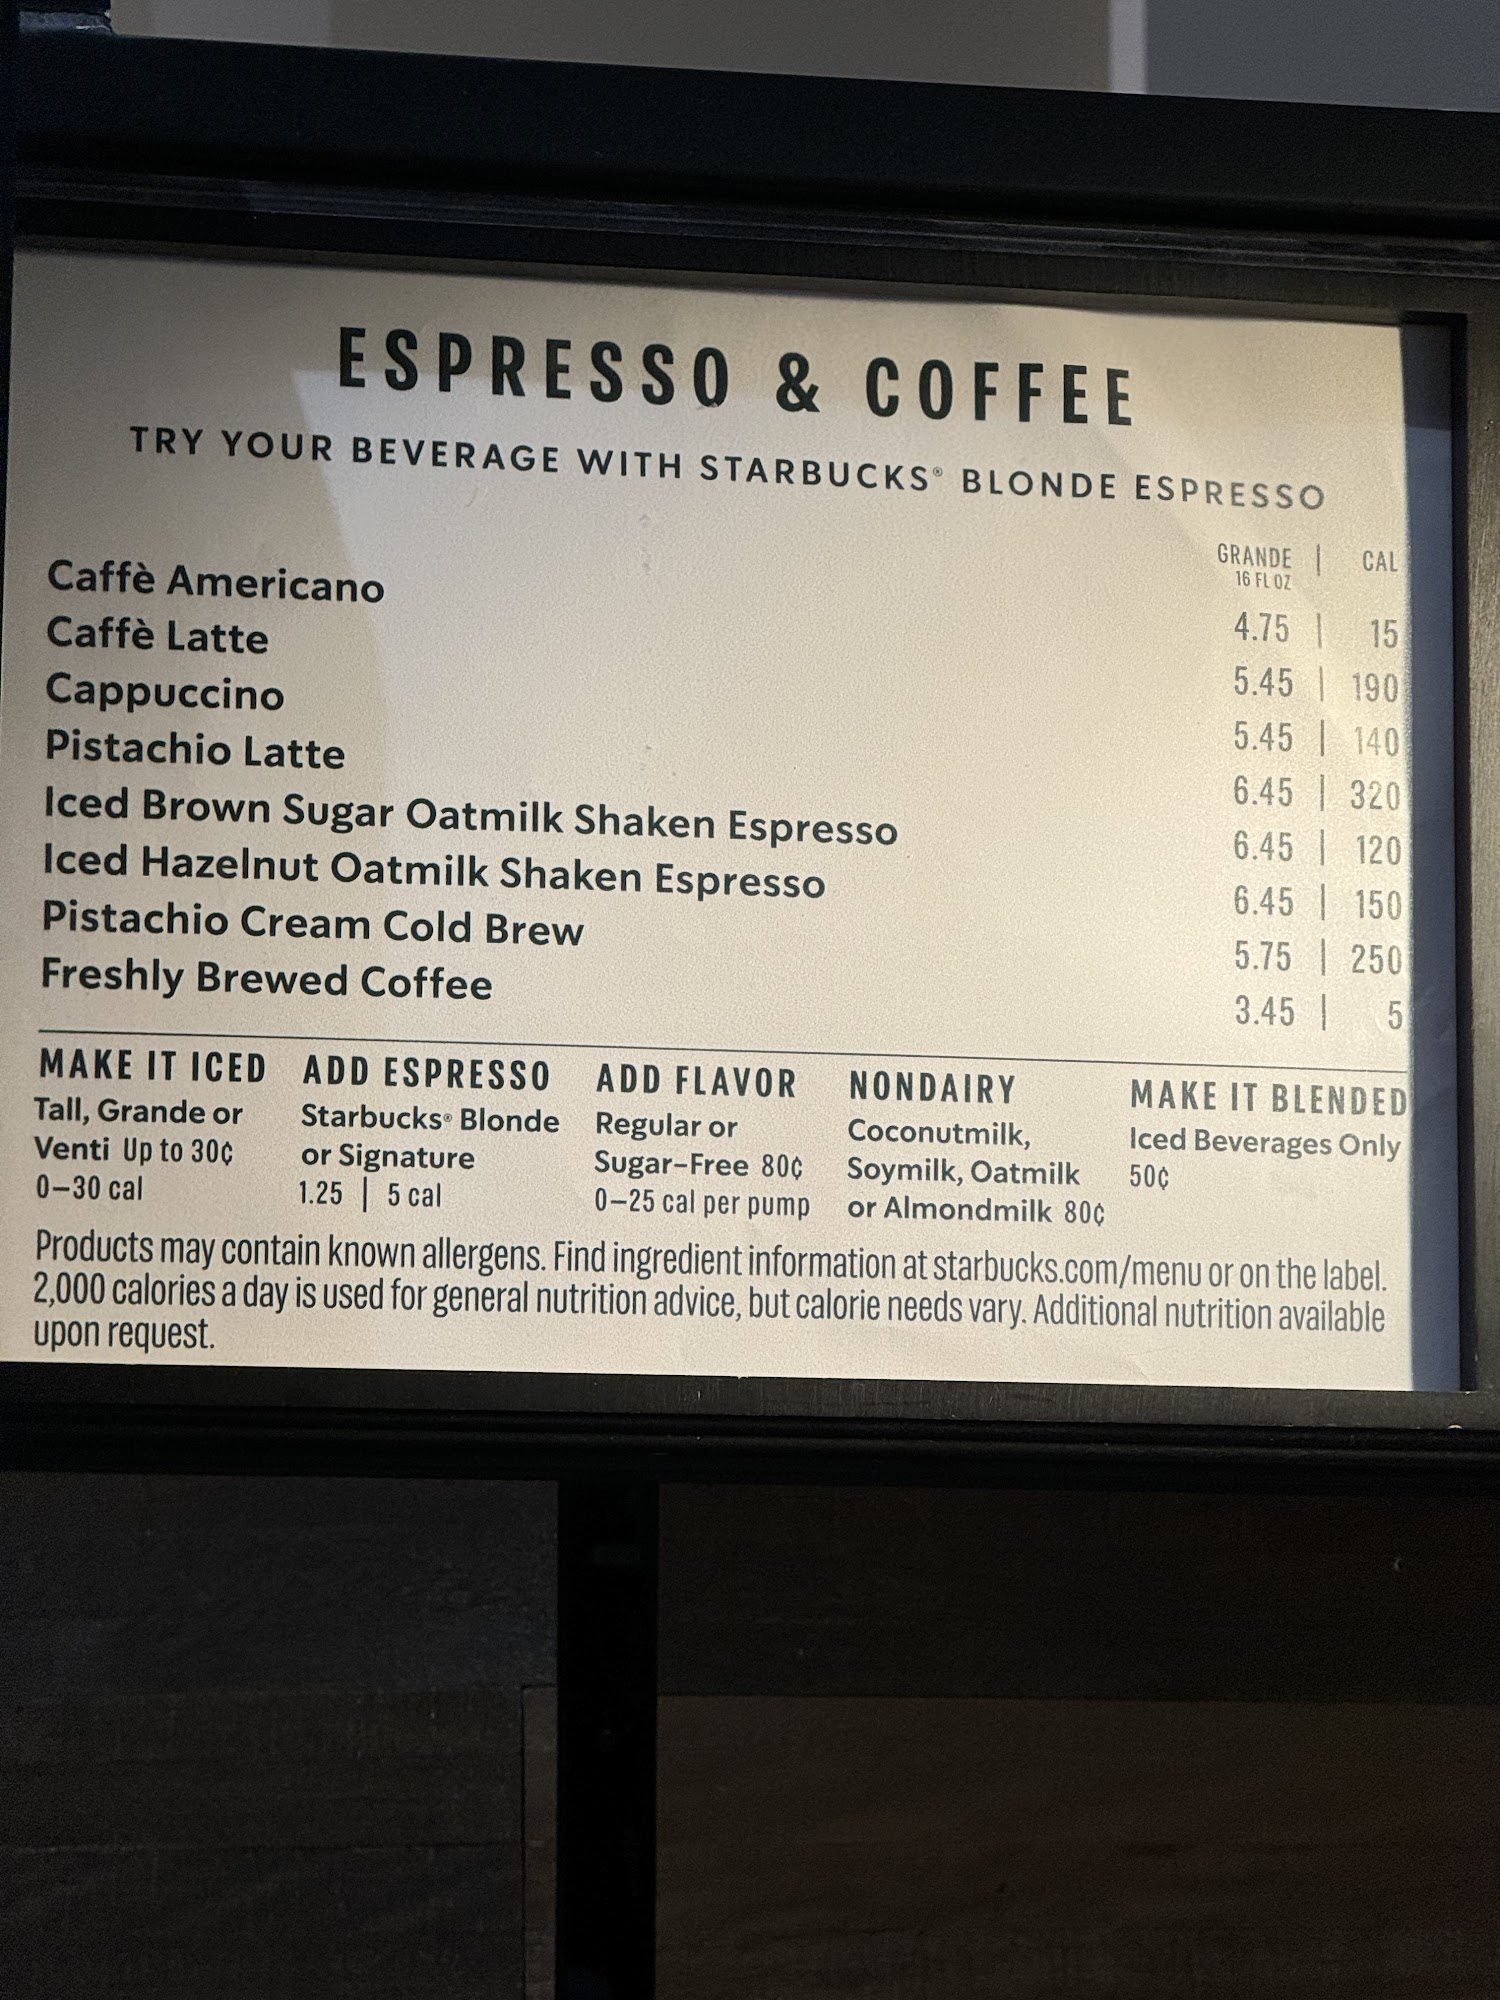 ESPRESSO & COFFEE
TRY YOUR BEVERAGE WITH STARBUCKS® BLONDE ESPRESSO
GRANDE | CAL
16 FL OZ
Caffè Americano 4.75 | 15
Caffè Latte 5.45 | 190
Cappuccino 5.45 | 140
Pistachio Latte 6.45 | 320
Iced Brown Sugar Oatmilk Shaken Espresso 6.45 | 120
Iced Hazelnut Oatmilk Shaken Espresso 6.45 | 150
Pistachio Cream Cold Brew 5.75 | 250
Freshly Brewed Coffee 3.45 | 5
MAKE IT ICED
Tall, Grande or
Venti Up to 30¢
0–30 cal
ADD ESPRESSO
Starbucks® Blonde
or Signature
1.25 | 5 cal
ADD FLAVOR
Regular or
Sugar-Free 80¢
0–25 cal per pump
NONDAIRY
Coconutmilk,
Soymilk, Oatmilk
or Almondmilk 80¢
MAKE IT BLENDED
Iced Beverages Only
50¢
Products may contain known allergens. Find ingredient information at starbucks.com/menu or on the label.
2,000 calories a day is used for general nutrition advice, but calorie needs vary. Additional nutrition available
upon request.